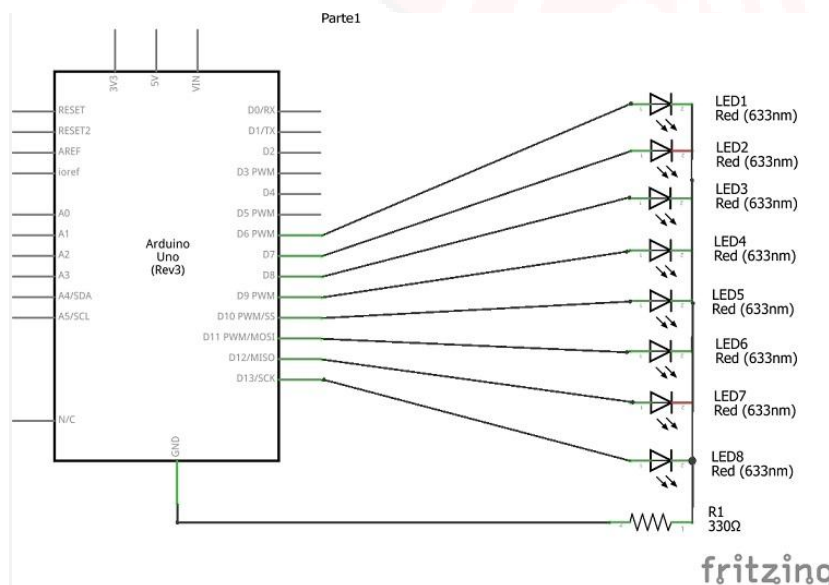 Parte1
3V3
5V
VIN
RESET
RESET2
AREF
ioref
A0
A1
A2
A3
A4/SDA
A5/SCL
N/C
Arduino
Uno
(Rev3)
D0/RX
D1/TX
D2
D3 PWM
D4
D5 PWM
D6 PWM
D7
D8
D9 PWM
D10 PWM/SS
D11 PWM/MOSI
D12/MISO
D13/SCK
GND
LED1
Red (633nm)
LED2
Red (633nm)
LED3
Red (633nm)
LED4
Red (633nm)
LED5
Red (633nm)
LED6
Red (633nm)
LED7
Red (633nm)
LED8
Red (633nm)
R1
330Ω
fritzing